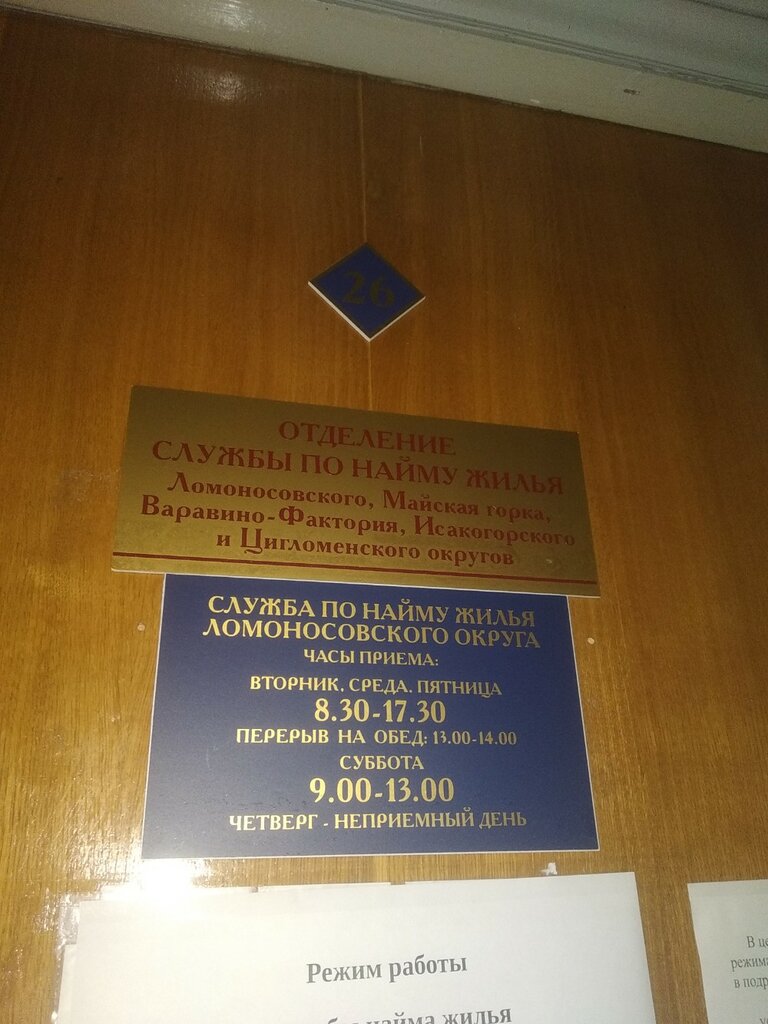 26
ОТДЕЛЕНИЕ
СЛУЖБЫ ПО НАЙМУ ЖИЛЬЯ
Ломоносовского, Майская горка,
Варавино-Фактория, Исакогорского
и Цигломенского округов
СЛУЖБА ПО НАЙМУ ЖИЛЬЯ
ЛОМОНОСОВСКОГО ОКРУГА
ЧАСЫ ПРИЕМА:
ВТОРНИК. СРЕДА. ПЯТНИЦА
8.30-17.30
ПЕРЕРЫВ НА ОБЕД: 13.00-14.00
СУББОТА
9.00-13.00
ЧЕТВЕРГ - НЕПРИЕМНЫЙ ДЕНЬ
Режим работы
найма жилья
В
в